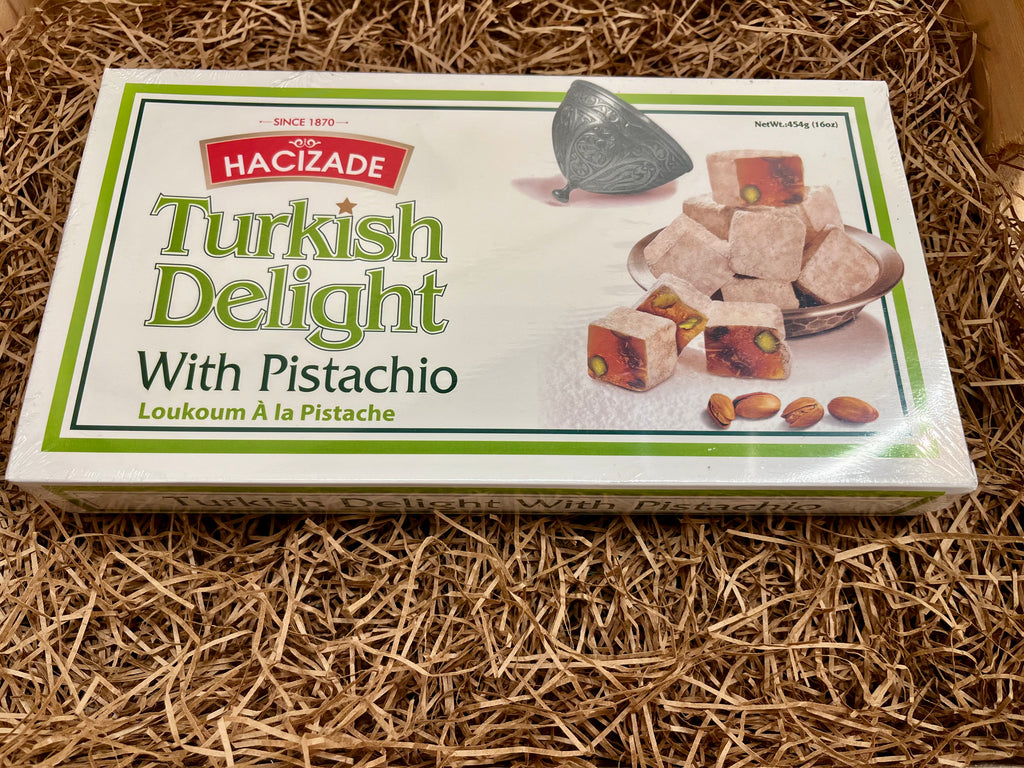 SINCE 1870
HACIZADE
Turkish
Delight
With Pistachio
Loukoum À la Pistache
NetWt.:454g (16oz)
Turkish Delight With Pistachio